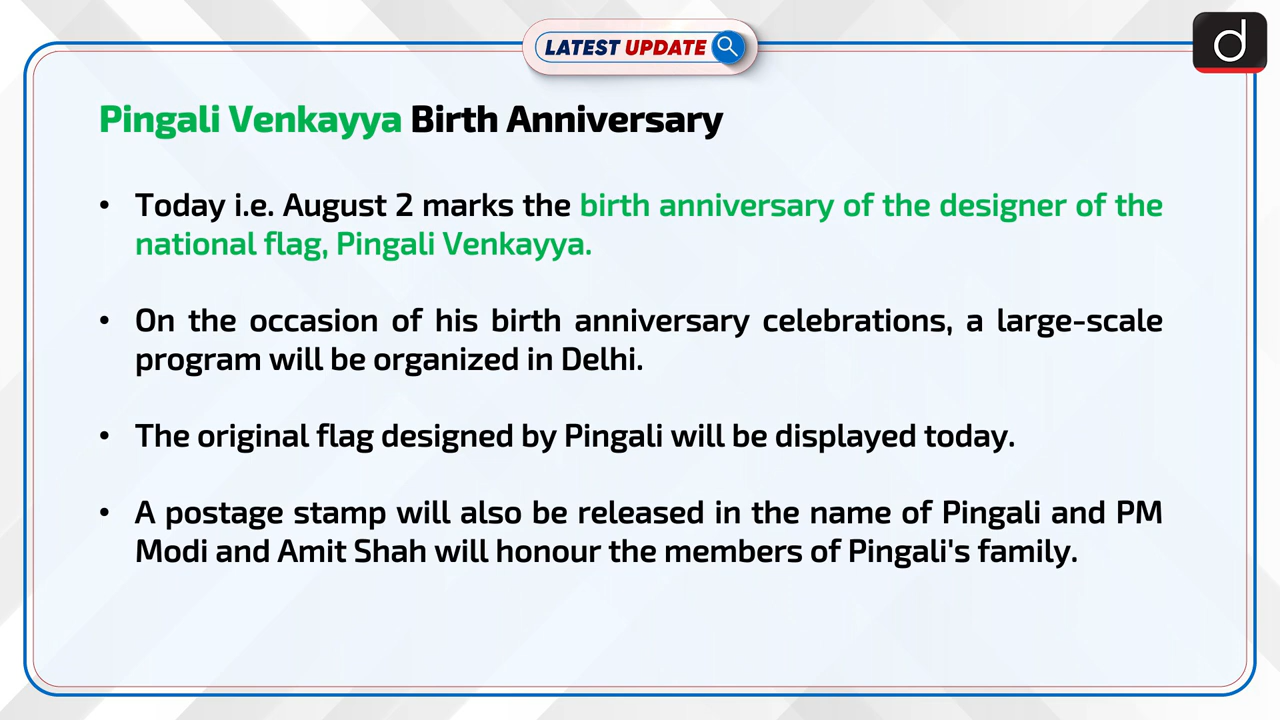 LATEST UPDATE
d
Pingali Venkayya Birth Anniversary
• Today i.e. August 2 marks the birth anniversary of the designer of the
national flag, Pingali Venkayya.
• On the occasion of his birth anniversary celebrations, a large-scale
program will be organized in Delhi.
• The original flag designed by Pingali will be displayed today.
• A postage stamp will also be released in the name of Pingali and PM
Modi and Amit Shah will honour the members of Pingali's family.